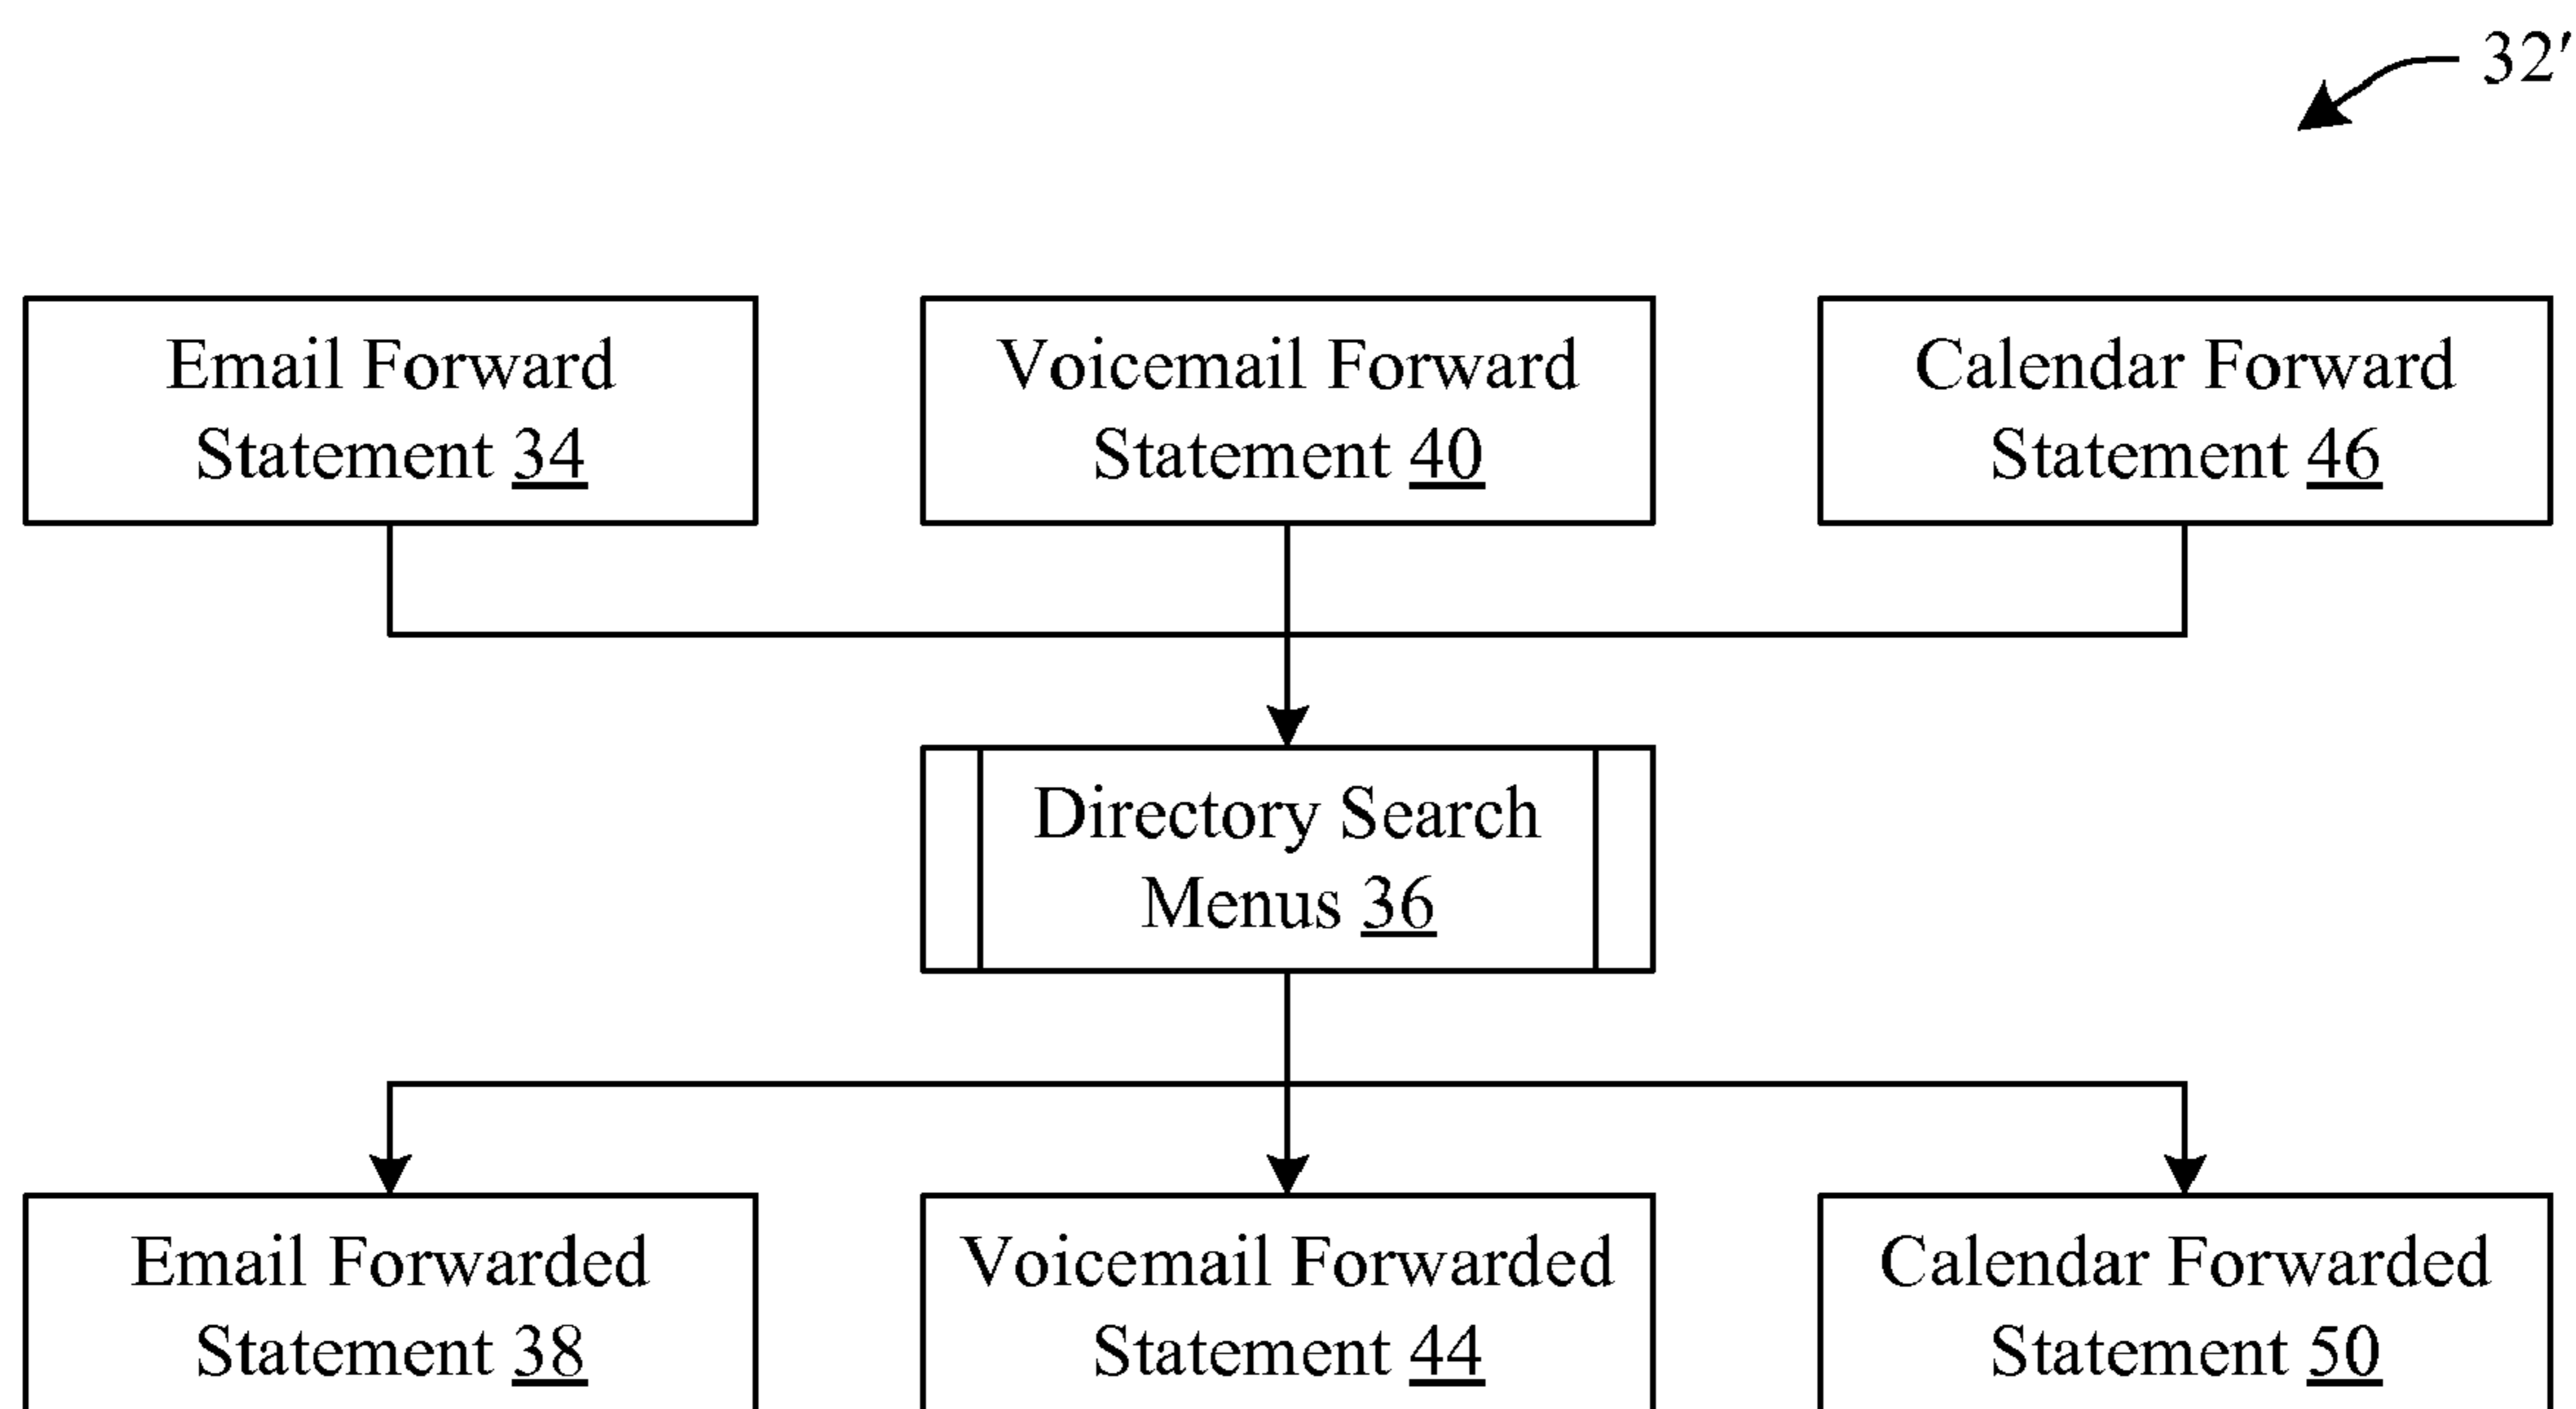 32'
Email Forward
Statement 34
Voicemail Forward
Statement 40
Calendar Forward
Statement 46
Directory Search
Menus 36
Email Forwarded
Statement 38
Voicemail Forwarded
Statement 44
Calendar Forwarded
Statement 50